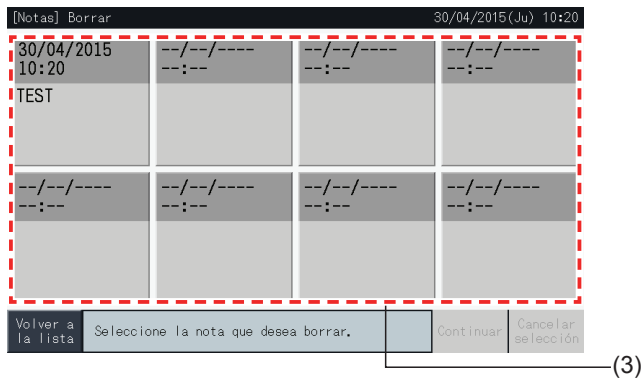 [Notas] Borrar 30/04/2015(Ju) 10:20
30/04/2015 --/--/---- --/--/---- --/--/----
10:20 --:-- --:-- --:--
TEST
--/--/---- --/--/---- --/--/---- --/--/----
--:-- --:-- --:-- --:--
Volver a
la lista
Seleccione la nota que desea borrar.
Continuar
Cancelar
selección
(3)